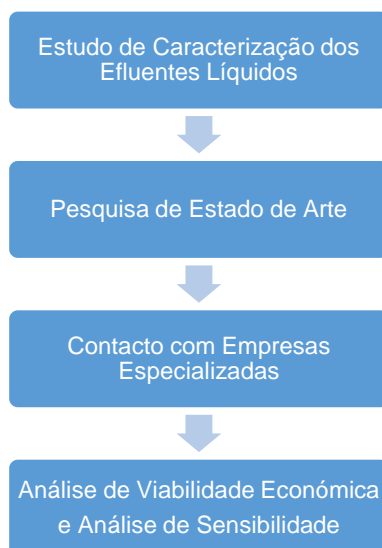 Estudo de Caracterização dos
Efluentes Líquidos
Pesquisa de Estado de Arte
Contacto com Empresas
Especializadas
Análise de Viabilidade Económica
e Análise de Sensibilidade